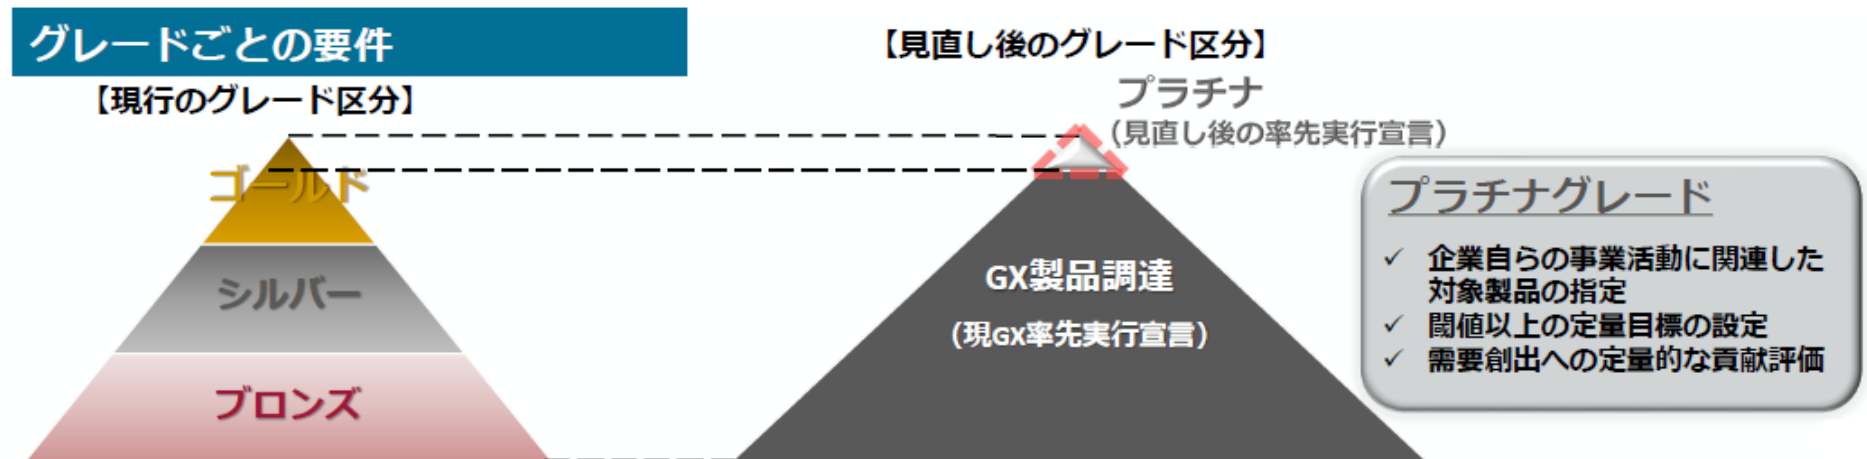 グレードごとの要件
【現行のグレード区分】
ゴールド
シルバー
ブロンズ
【見直し後のグレード区分】
プラチナ
（見直し後の率先実行宣言）
GX製品調達
（現GX率先実行宣言）
プラチナグレード
✓ 企業自らの事業活動に関連した
対象製品の指定
✓ 閾値以上の定量目標の設定
✓ 需要創出への定量的な貢献評価